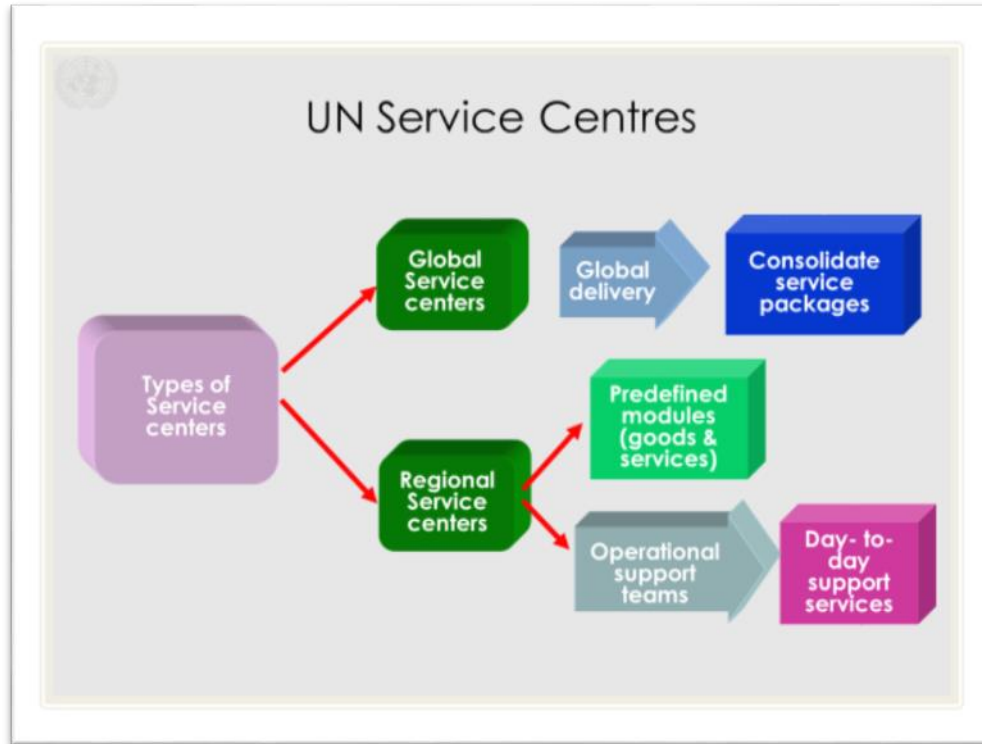 UN Service Centres
Types of
Service
centers
Global
Service
centers
Global
delivery
Consolidate
service
packages
Regional
Service
centers
Predefined
modules
(goods &
services)
Operational
support
teams
Day- to-
day
support
services